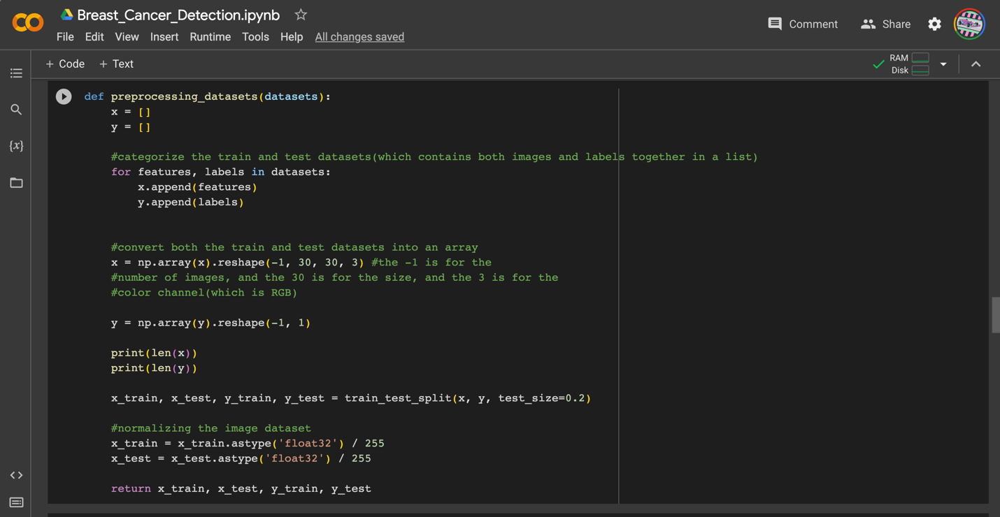 Breast_Cancer_Detection.ipynb
File Edit View Insert Runtime Tools Help All changes saved
Comment Share
+ Code + Text
RAM
Disk
{x}
def preprocessing_datasets(datasets):
    x = []
    y = []
    #categorize the train and test datasets(which contains both images and labels together in a list)
    for features, labels in datasets:
        x.append(features)
        y.append(labels)
    #convert both the train and test datasets into an array
    x = np.array(x).reshape(-1, 30, 30, 3) #the -1 is for the
    #number of images, and the 30 is for the size, and the 3 is for the
    #color channel(which is RGB)
    y = np.array(y).reshape(-1, 1)
    print(len(x))
    print(len(y))
    x_train, x_test, y_train, y_test = train_test_split(x, y, test_size=0.2)
    #normalizing the image dataset
    x_train = x_train.astype('float32') / 255
    x_test = x_test.astype('float32') / 255
    return x_train, x_test, y_train, y_test